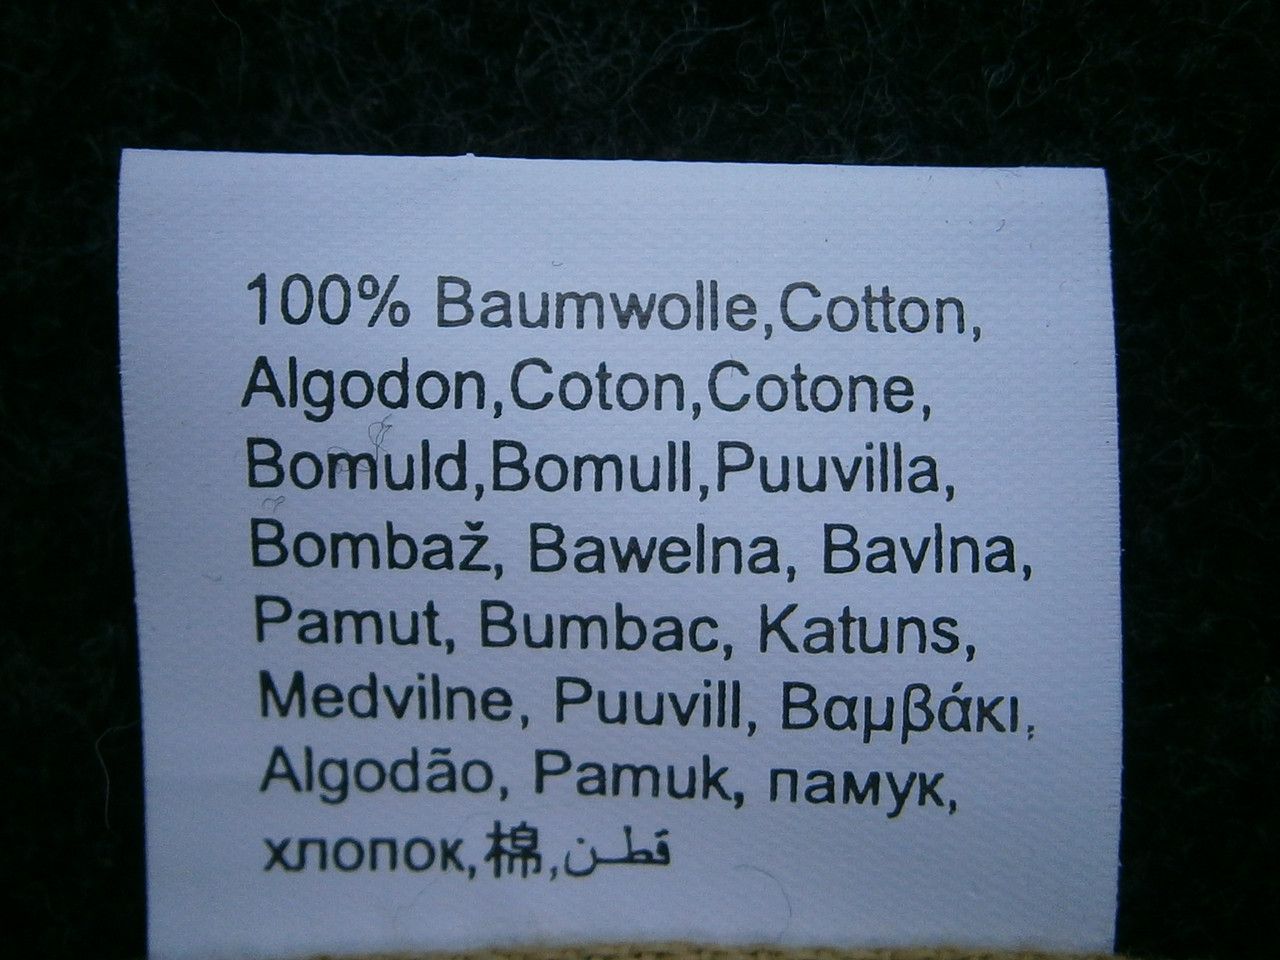 100% Baumwolle,Cotton,
Algodon,Coton,Cotone,
Bomuld,Bomull,Puuvilla,
Bombaž, Bawelna, Bavlna,
Pamut, Bumbac, Katuns,
Medvilne, Puuvill, Βαμβάκι,
Algodão, Pamuk, памук,
хлопок,棉,قطن